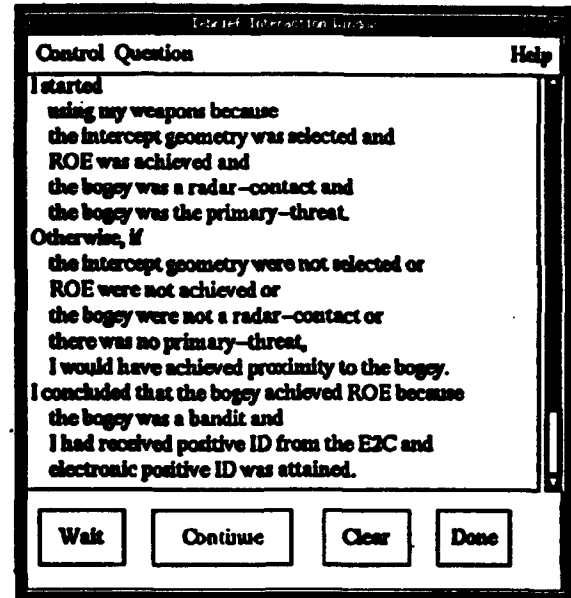 Debrief Interaction Window
Control Question Help
I started
using my weapons because
the intercept geometry was selected and
ROE was achieved and
the bogey was a radar-contact and
the bogey was the primary-threat.
Otherwise, if
the intercept geometry were not selected or
ROE were not achieved or
the bogey were not a radar-contact or
there was no primary-threat,
I would have achieved proximity to the bogey.
I concluded that the bogey achieved ROE because
the bogey was a bandit and
I had received positive ID from the E2C and
electronic positive ID was attained.
Wait Continue Clear Done